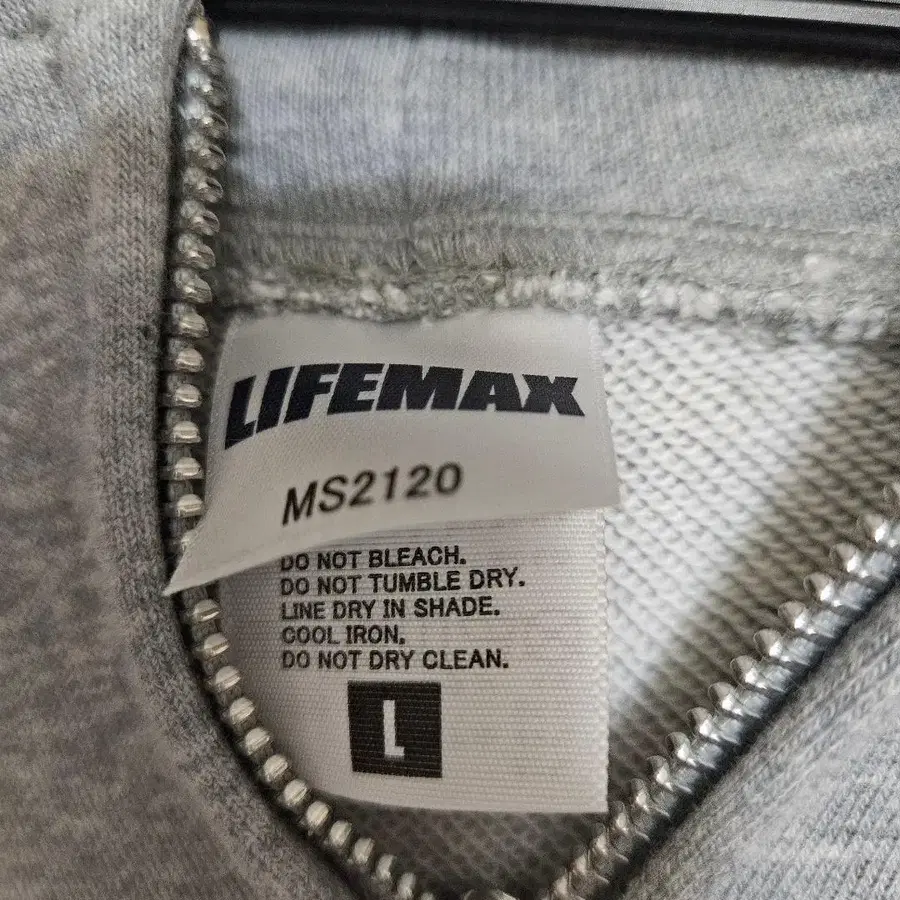 LIFEMAX
MS2120
DO NOT BLEACH.
DO NOT TUMBLE DRY.
LINE DRY IN SHADE.
COOL IRON.
DO NOT DRY CLEAN.
L